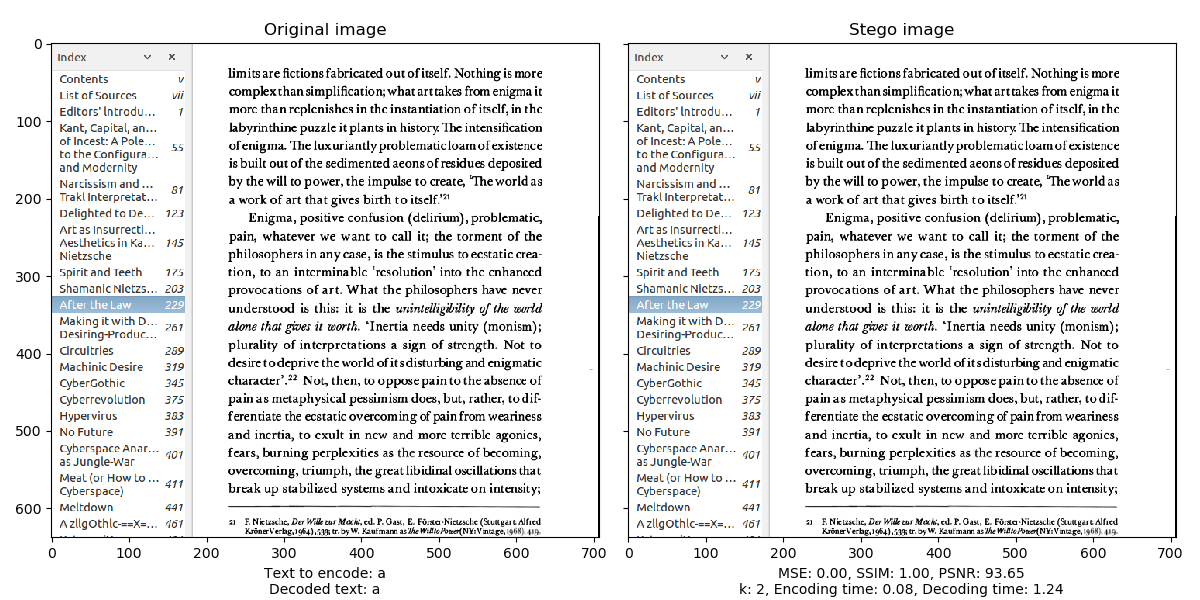 Original image
Stego image
0
100
200
300
400
500
600
Index
Contents v
List of Sources vii
Editors' Introdu... 1
Kant, Capital, an...
of Incest: A Pole...
to the Configura...
and Modernity
55
Narcissism and ...
Trakl Interpretat...
81
Delighted to De... 123
Art as Insurrecti...
Aesthetics in Ka...
Nietzsche
145
Spirit and Teeth 175
Shamanic Nietzs... 203
After the Law 229
Making it with D...
Desiring-Produc...
261
Circuitries 289
Machinic Desire 319
CyberGothic 345
Cyberrevolution 375
Hypervirus 383
No Future 391
Cyberspace Anar...
as Jungle-War
401
Meat (or How to ...
Cyberspace)
411
Meltdown 441
A zIIgOthIc-==X=... 461
limits are fictions fabricated out of itself. Nothing is more
complex than simplification; what art takes from enigma it
more than replenishes in the instantiation of itself, in the
labyrinthine puzzle it plants in history. The intensification
of enigma. The luxuriantly problematic loam of existence
is built out of the sedimented aeons of residues deposited
by the will to power, the impulse to create, 'The world as
a work of art that gives birth to itself.'21
Enigma, positive confusion (delirium), problematic,
pain, whatever we want to call it; the torment of the
philosophers in any case, is the stimulus to ecstatic crea-
tion, to an interminable 'resolution' into the enhanced
provocations of art. What the philosophers have never
understood is this: it is the unintelligibility of the world
alone that gives it worth. 'Inertia needs unity (monism);
plurality of interpretations a sign of strength. Not to
desire to deprive the world of its disturbing and enigmatic
character'.22 Not, then, to oppose pain to the absence of
pain as metaphysical pessimism does, but, rather, to dif-
ferentiate the ecstatic overcoming of pain from weariness
and inertia, to exult in new and more terrible agonies,
fears, burning perplexities as the resource of becoming,
overcoming, triumph, the great libidinal oscillations that
break up stabilized systems and intoxicate on intensity;
21 F. Nietzsche, Der Wille zur Macht, ed. P. Gast, E. Förster-Nietzsche (Stuttgart Alfred
Kröner Verlag, 1964), 533; tr. by W. Kaufmann as The Will to Power (NY: Vintage, 1968), 419.
0 100 200 300 400 500 600 700
Text to encode: a
Decoded text: a
Index
Contents v
List of Sources vii
Editors' Introdu... 1
Kant, Capital, an...
of Incest: A Pole...
to the Configura...
and Modernity
55
Narcissism and ...
Trakl Interpretat...
81
Delighted to De... 123
Art as Insurrecti...
Aesthetics in Ka...
Nietzsche
145
Spirit and Teeth 175
Shamanic Nietzs... 203
After the Law 229
Making it with D...
Desiring-Produc...
261
Circuitries 289
Machinic Desire 319
CyberGothic 345
Cyberrevolution 375
Hypervirus 383
No Future 391
Cyberspace Anar...
as Jungle-War
401
Meat (or How to ...
Cyberspace)
411
Meltdown 441
A zIIgOthIc-==X=... 461
limits are fictions fabricated out of itself. Nothing is more
complex than simplification; what art takes from enigma it
more than replenishes in the instantiation of itself, in the
labyrinthine puzzle it plants in history. The intensification
of enigma. The luxuriantly problematic loam of existence
is built out of the sedimented aeons of residues deposited
by the will to power, the impulse to create, 'The world as
a work of art that gives birth to itself.'21
Enigma, positive confusion (delirium), problematic,
pain, whatever we want to call it; the torment of the
philosophers in any case, is the stimulus to ecstatic crea-
tion, to an interminable 'resolution' into the enhanced
provocations of art. What the philosophers have never
understood is this: it is the unintelligibility of the world
alone that gives it worth. 'Inertia needs unity (monism);
plurality of interpretations a sign of strength. Not to
desire to deprive the world of its disturbing and enigmatic
character'.22 Not, then, to oppose pain to the absence of
pain as metaphysical pessimism does, but, rather, to dif-
ferentiate the ecstatic overcoming of pain from weariness
and inertia, to exult in new and more terrible agonies,
fears, burning perplexities as the resource of becoming,
overcoming, triumph, the great libidinal oscillations that
break up stabilized systems and intoxicate on intensity;
21 F. Nietzsche, Der Wille zur Macht, ed. P. Gast, E. Förster-Nietzsche (Stuttgart Alfred
Kröner Verlag, 1964), 533; tr. by W. Kaufmann as The Will to Power (NY: Vintage, 1968), 419.
0 100 200 300 400 500 600 700
MSE: 0.00, SSIM: 1.00, PSNR: 93.65
k: 2, Encoding time: 0.08, Decoding time: 1.24